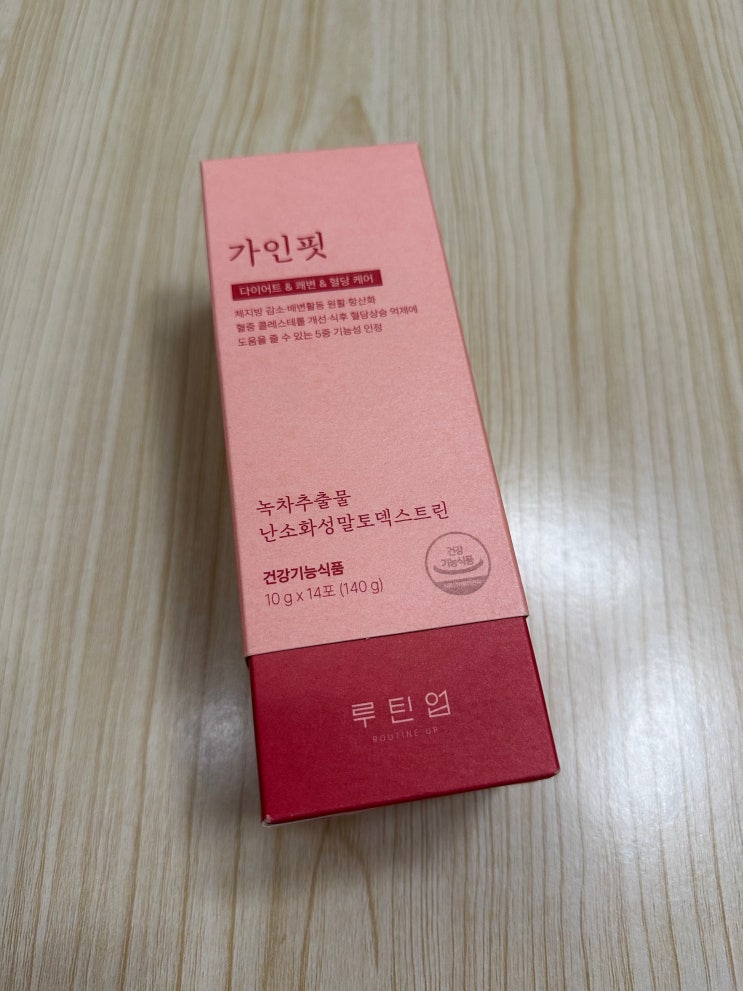 가인핏
다이어트 & 쾌변 & 혈당 케어
체지방 감소·배변활동 원활·항산화
혈중 콜레스테롤 개선·식후 혈당상승 억제에
도움을 줄 수 있는 5중 기능성 인정
녹차추출물
난소화성말토덱스트린
건강기능식품
10 g x 14포 (140 g)
건강
기능식품
루틴업
ROUTINE UP